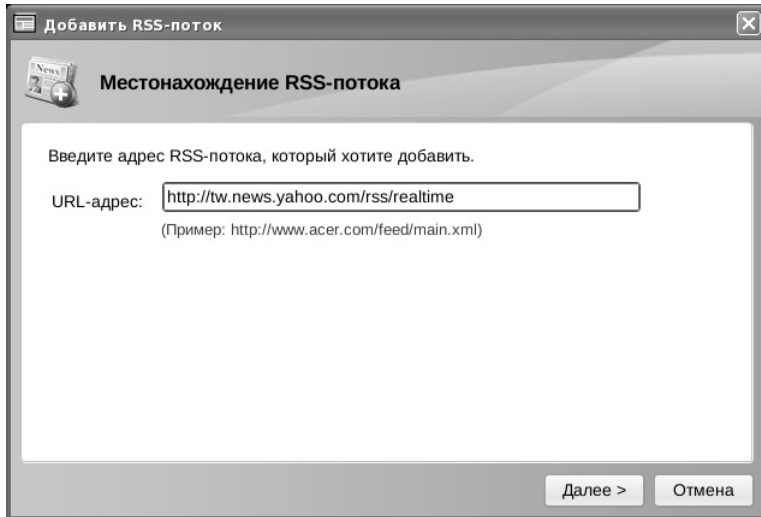 Добавить RSS-поток
News
Местонахождение RSS-потока
Введите адрес RSS-потока, который хотите добавить.
URL-адрес: http://tw.news.yahoo.com/rss/realtime
(Пример: http://www.acer.com/feed/main.xml)
Далее > Отмена